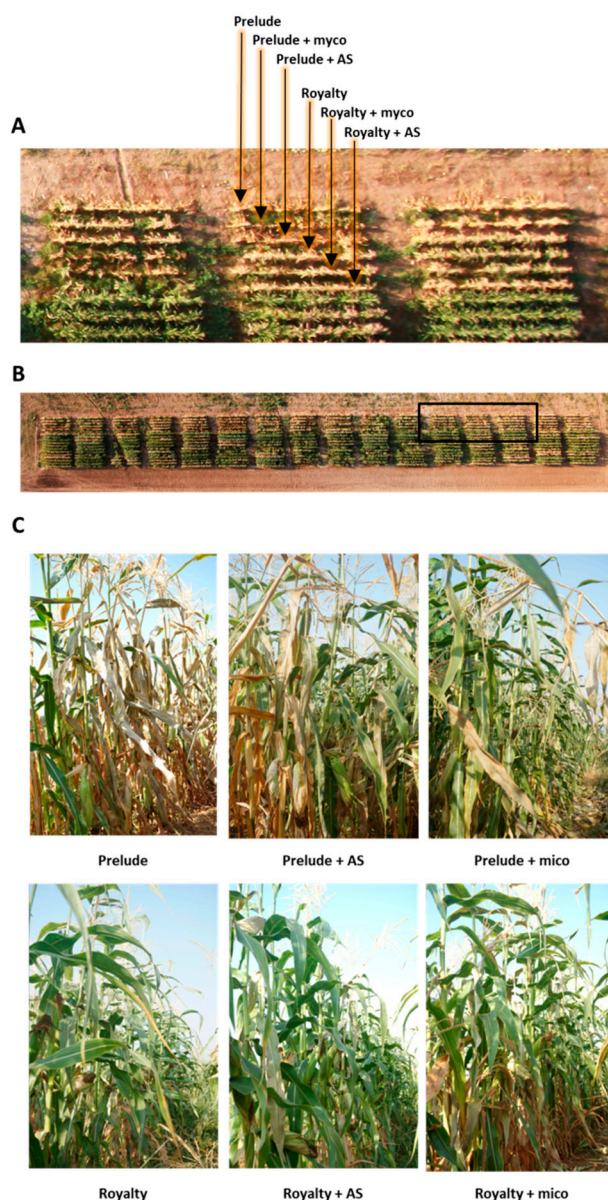 Prelude
Prelude + myco
Prelude + AS
Royalty
Royalty + myco
Royalty + AS
A
B
C
Prelude
Prelude + AS
Prelude + mico
Royalty
Royalty + AS
Royalty + mico